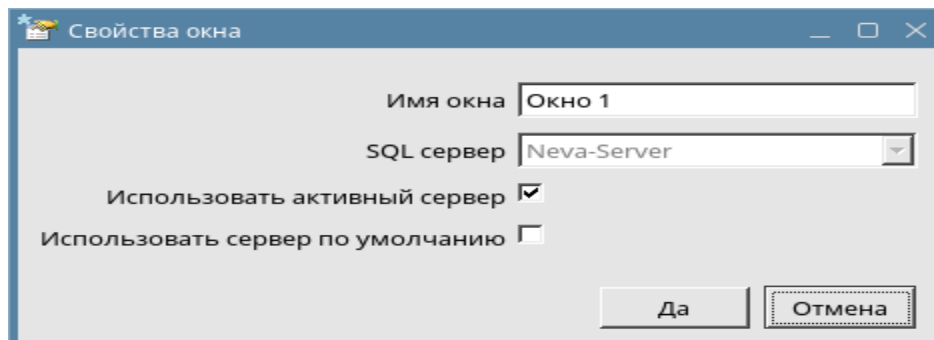 Свойства окна
Имя окна Окно 1
SQL сервер Neva-Server
Использовать активный сервер
Использовать сервер по умолчанию
Да Отмена